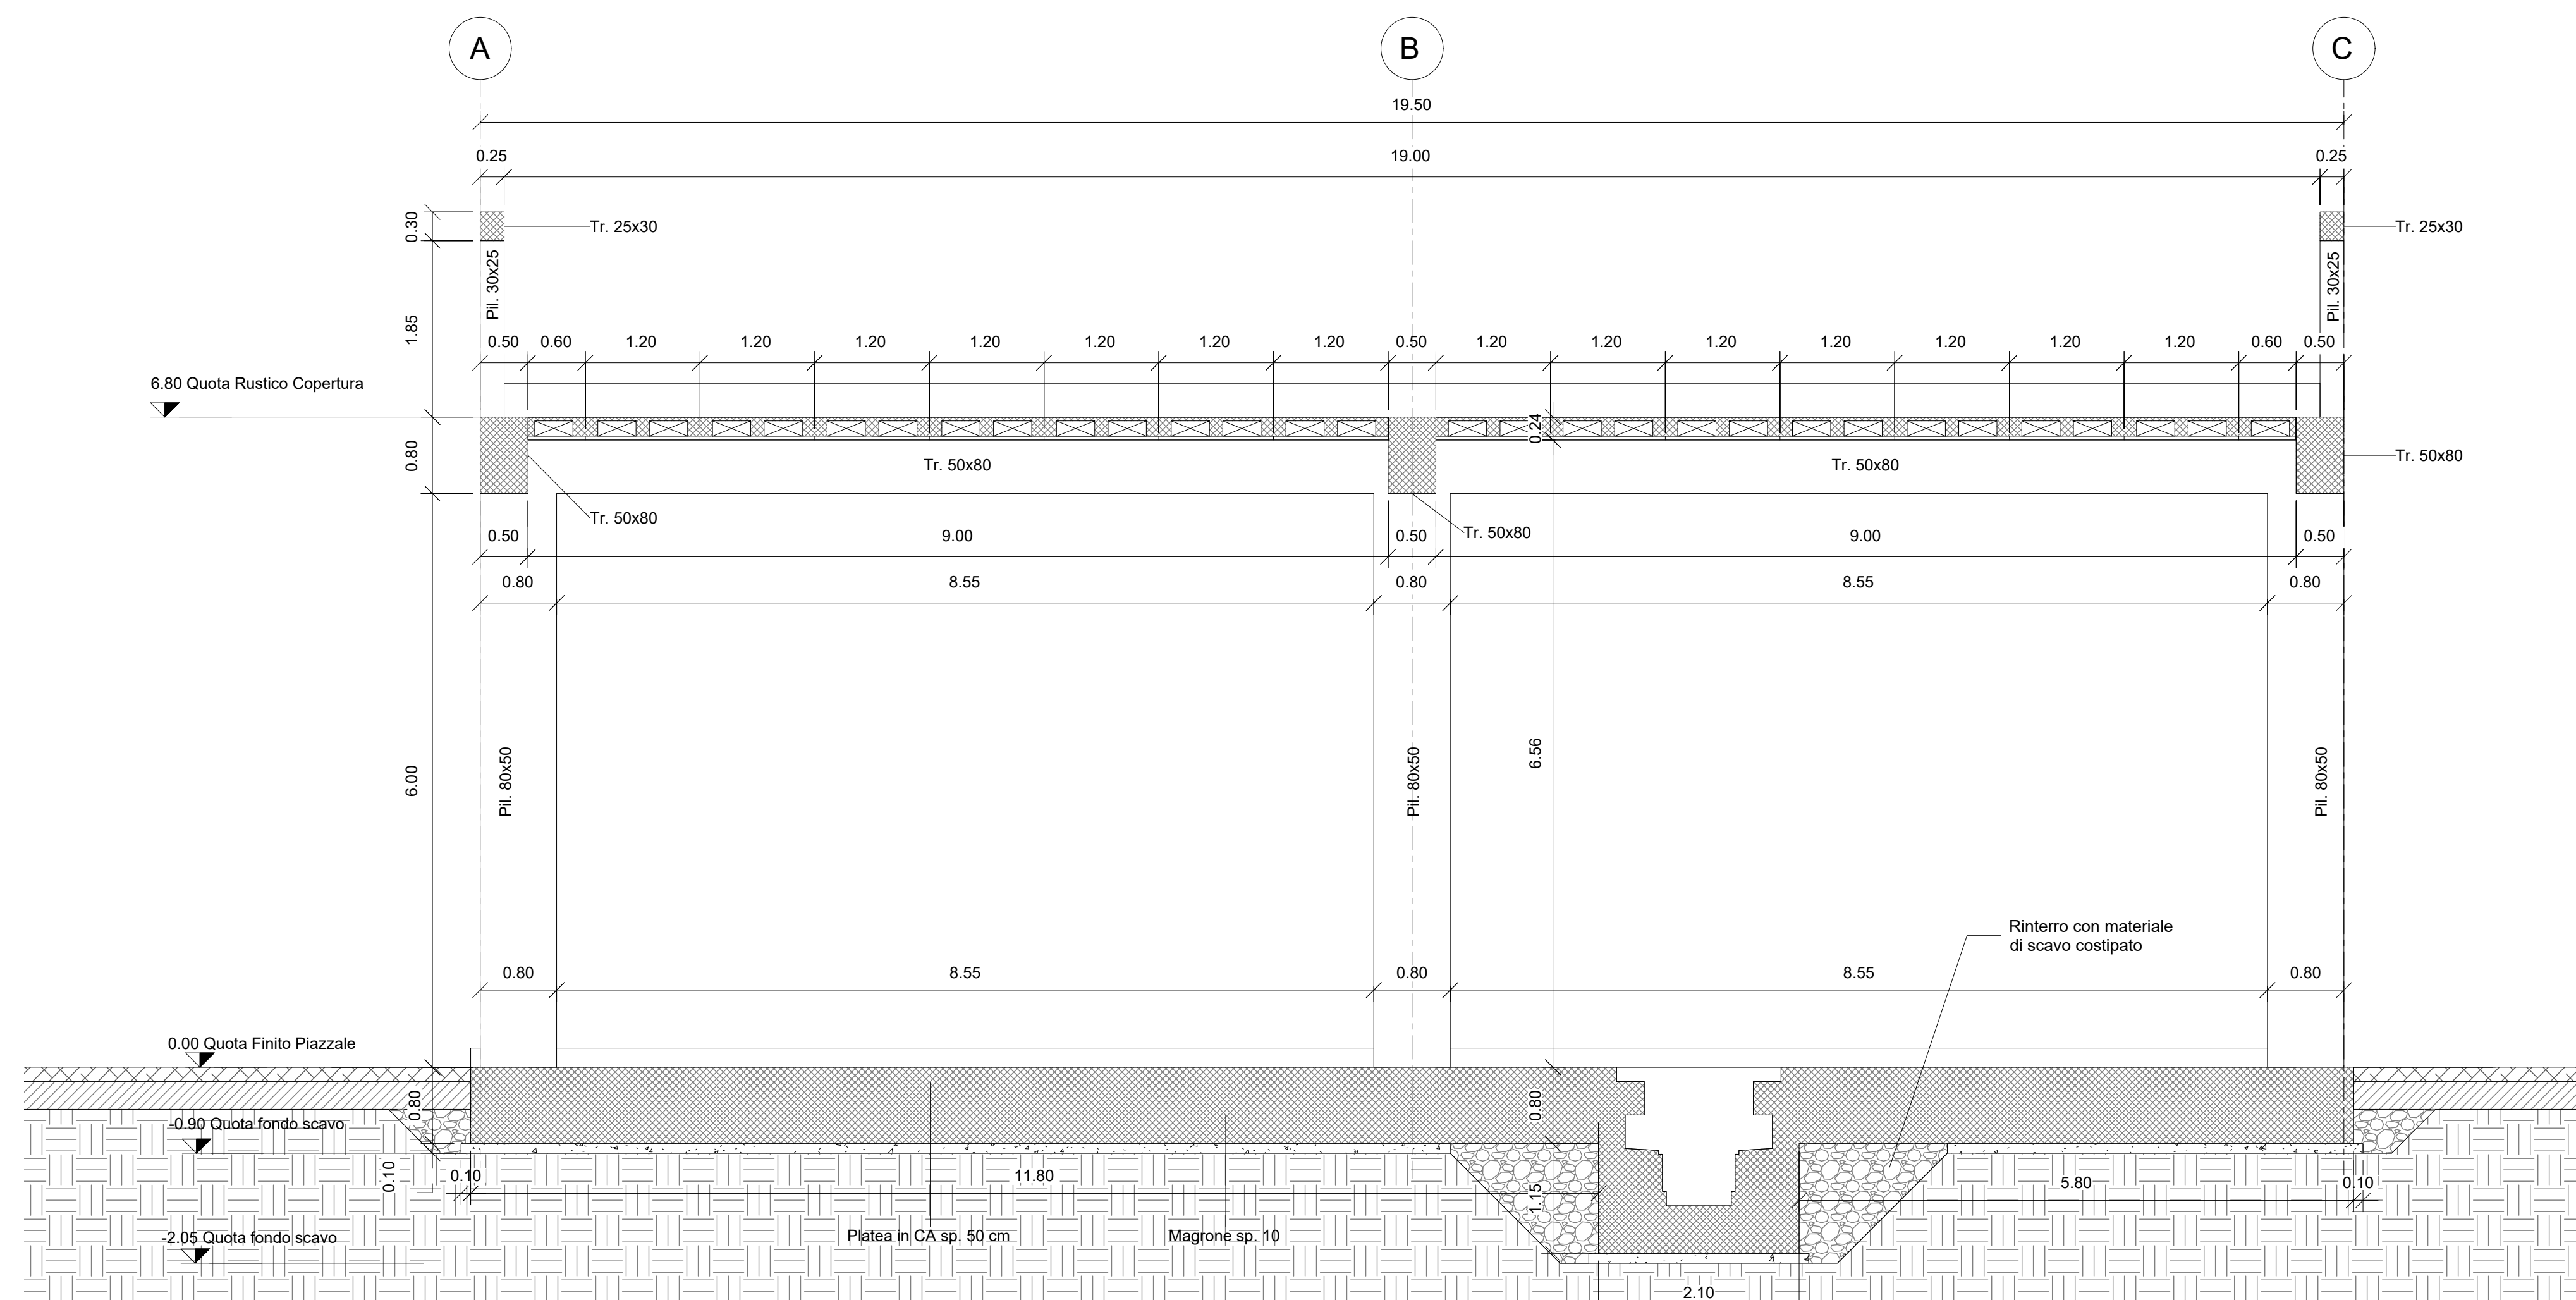 A
B
C
19.50
0.25
19.00
0.25
0.30
Tr. 25x30
Tr. 25x30
Pil. 30x25
Pil. 30x25
1.85
0.50
0.60
1.20
1.20
1.20
1.20
1.20
1.20
1.20
0.50
1.20
1.20
1.20
1.20
1.20
1.20
1.20
0.60
0.50
6.80 Quota Rustico Copertura
0.24
0.80
Tr. 50x80
Tr. 50x80
Tr. 50x80
Tr. 50x80
Tr. 50x80
0.50
9.00
0.50
9.00
0.50
0.80
8.55
0.80
8.55
0.80
6.00
Pil. 80x50
Pil. 80x50
6.56
Pil. 80x50
Rinterro con materiale
di scavo costipato
0.80
8.55
0.80
8.55
0.80
0.00 Quota Finito Piazzale
0.80
0.80
-0.90 Quota fondo scavo
0.10
0.10
11.80
1.15
5.80
0.10
-2.05 Quota fondo scavo
Platea in CA sp. 50 cm
Magrone sp. 10
2.10